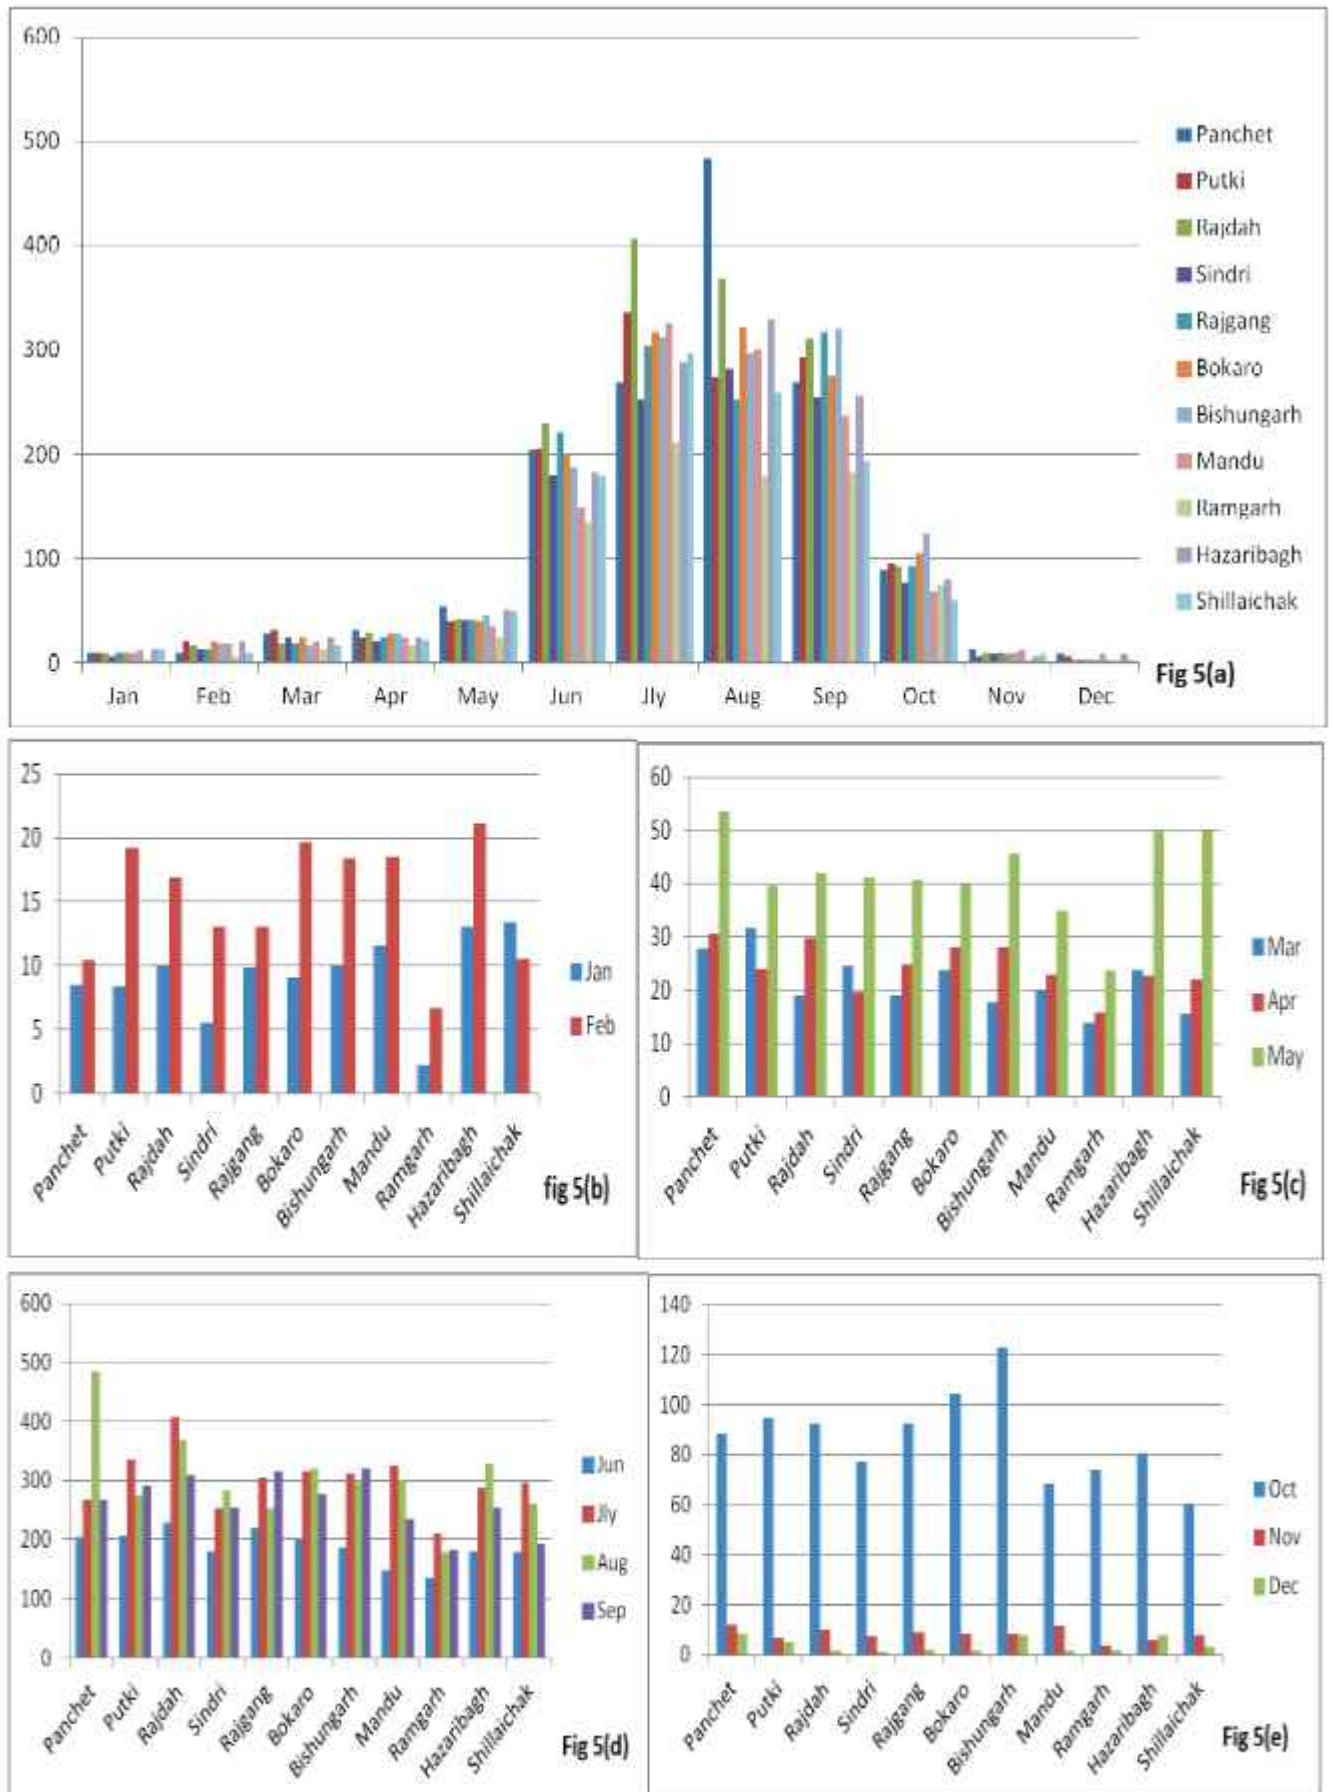 600
500
400
300
200
100
0
Jan Feb Mar Apr May Jun Jly Aug Sep Oct Nov Dec
Panchet
Putki
Rajdah
Sindri
Rajgang
Bokaro
Bishungarh
Mandu
Ramgarh
Hazaribagh
Shillaichak
Fig 5(a)
25
20
15
10
5
0
Panchet Putki Rajdah Sindri Rajgang Bokaro Bishungarh Mandu Ramgarh Hazaribagh Shillaichak
Jan
Feb
fig 5(b)
60
50
40
30
20
10
0
Panchet Putki Rajdah Sindri Rajgang Bokaro Bishungarh Mandu Ramgarh Hazaribagh Shillaichak
Mar
Apr
May
Fig 5(c)
600
500
400
300
200
100
0
Panchet Putki Rajdah Sindri Rajgang Bokaro Bishungarh Mandu Ramgarh Hazaribagh Shillaichak
Jun
Jly
Aug
Sep
Fig 5(d)
140
120
100
80
60
40
20
0
Panchet Putki Rajdah Sindri Rajgang Bokaro Bishungarh Mandu Ramgarh Hazaribagh Shillaichak
Oct
Nov
Dec
Fig 5(e)